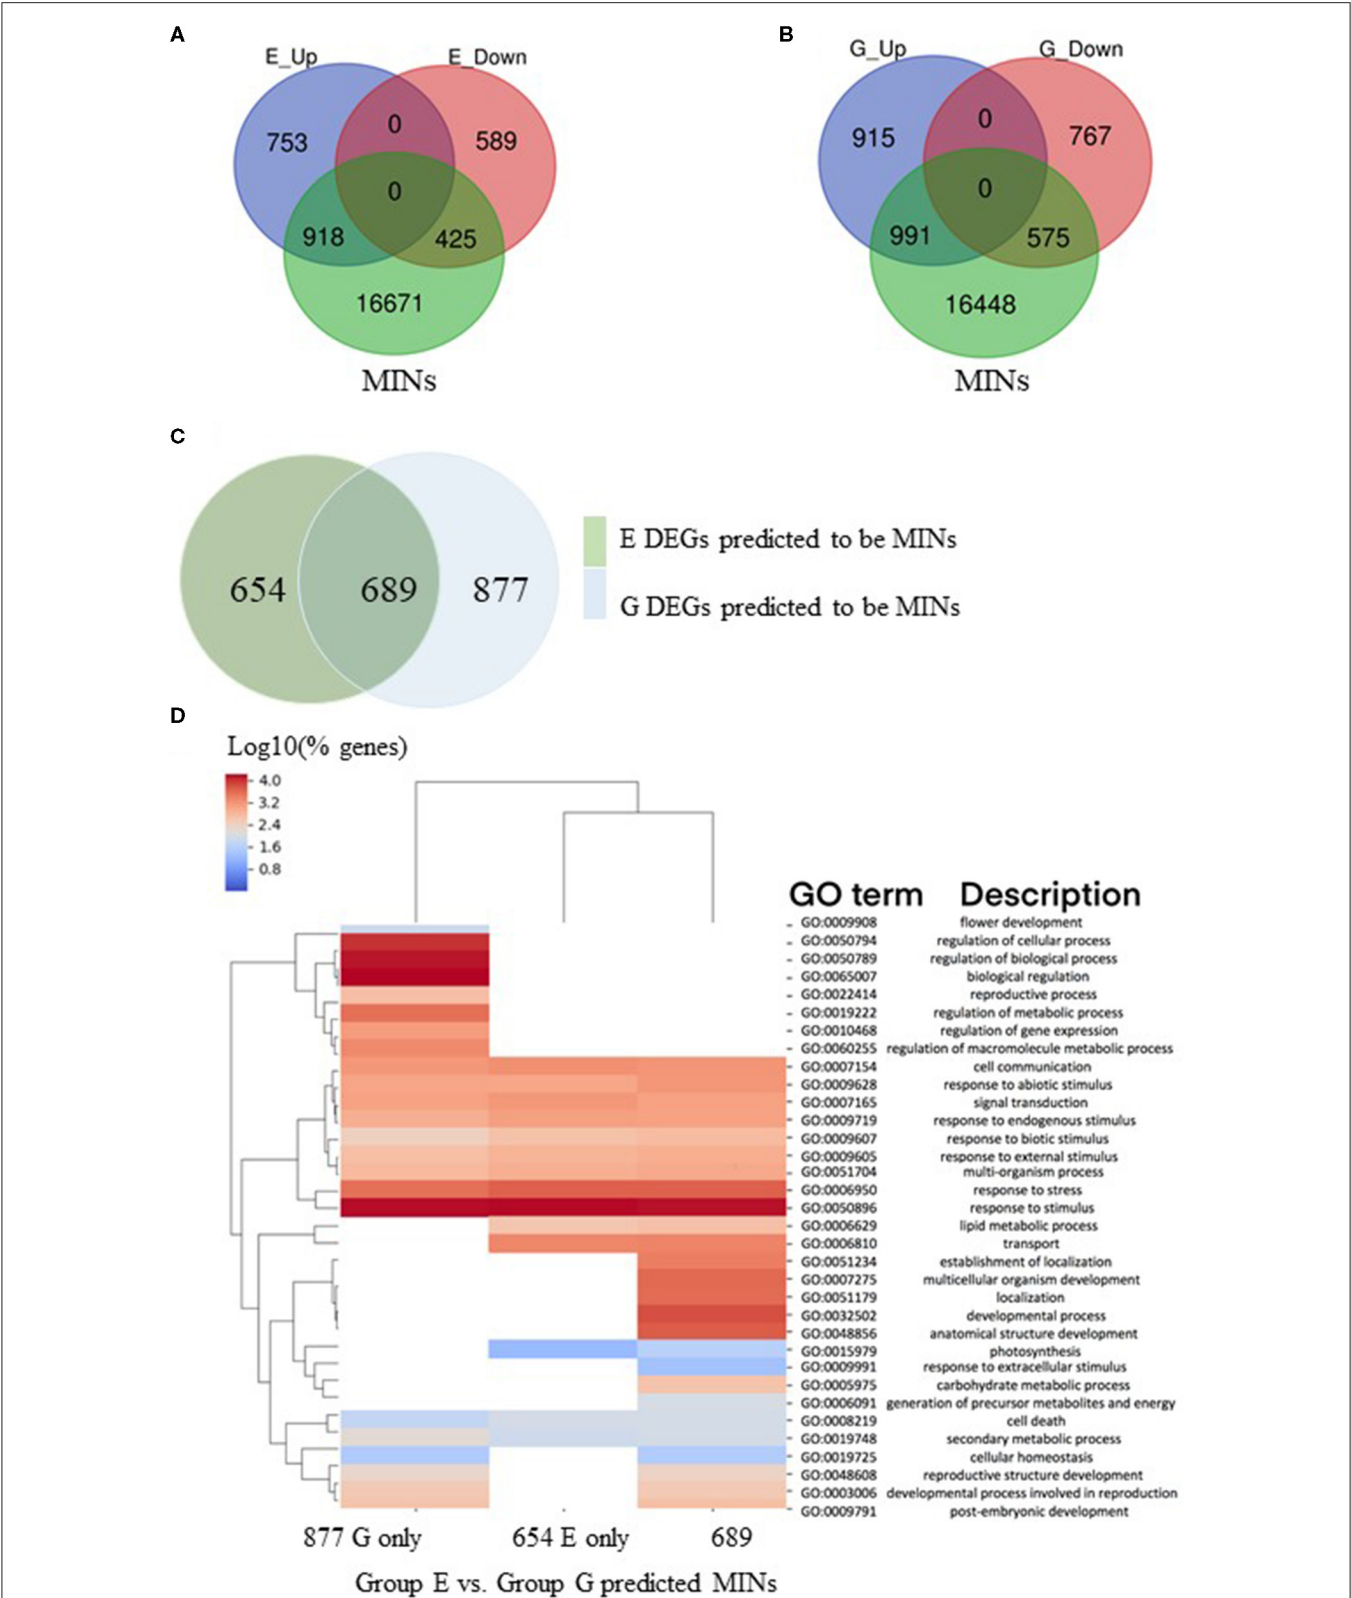 A
E_Up
E_Down
753
0
589
0
918
425
16671
MINs
B
G_Up
G_Down
915
0
767
0
991
575
16448
MINs
C
654
689
877
E DEGs predicted to be MINs
G DEGs predicted to be MINs
D
Log10(% genes)
4.0
3.2
2.4
1.6
0.8
GO term Description
GO:0009908 flower development
GO:0050794 regulation of cellular process
GO:0050789 regulation of biological process
GO:0065007 biological regulation
GO:0022414 reproductive process
GO:0019222 regulation of metabolic process
GO:0010468 regulation of gene expression
GO:0060255 regulation of macromolecule metabolic process
GO:0007154 cell communication
GO:0009628 response to abiotic stimulus
GO:0007165 signal transduction
GO:0009719 response to endogenous stimulus
GO:0009607 response to biotic stimulus
GO:0009605 response to external stimulus
GO:0051704 multi-organism process
GO:0006950 response to stress
GO:0050896 response to stimulus
GO:0006629 lipid metabolic process
GO:0006810 transport
GO:0051234 establishment of localization
GO:0007275 multicellular organism development
GO:0051179 localization
GO:0032502 developmental process
GO:0048856 anatomical structure development
GO:0015979 photosynthesis
GO:0009991 response to extracellular stimulus
GO:0005975 carbohydrate metabolic process
GO:0006091 generation of precursor metabolites and energy
GO:0008219 cell death
GO:0019748 secondary metabolic process
GO:0019725 cellular homeostasis
GO:0048608 reproductive structure development
GO:0003006 developmental process involved in reproduction
GO:0009791 post-embryonic development
877 G only 654 E only 689
Group E vs. Group G predicted MINs